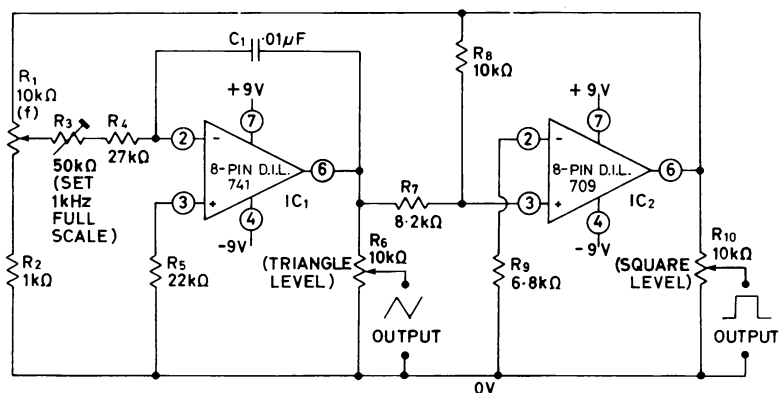 C1 .01µF
R8
10kΩ
R1
10kΩ
(f)
R3
R4
50kΩ
(SET
1kHz
FULL
SCALE)
27kΩ
+9V
7
2
-
8-PIN D.I.L.
741
6
3
+
4
IC1
-9V
R7
8·2kΩ
+9V
7
2
-
8-PIN D.I.L.
709
6
3
+
4
IC2
-9V
R2
1kΩ
R5
22kΩ
R6
10kΩ
(TRIANGLE
LEVEL)
OUTPUT
R9
6·8kΩ
R10
10kΩ
(SQUARE
LEVEL)
OUTPUT
0V